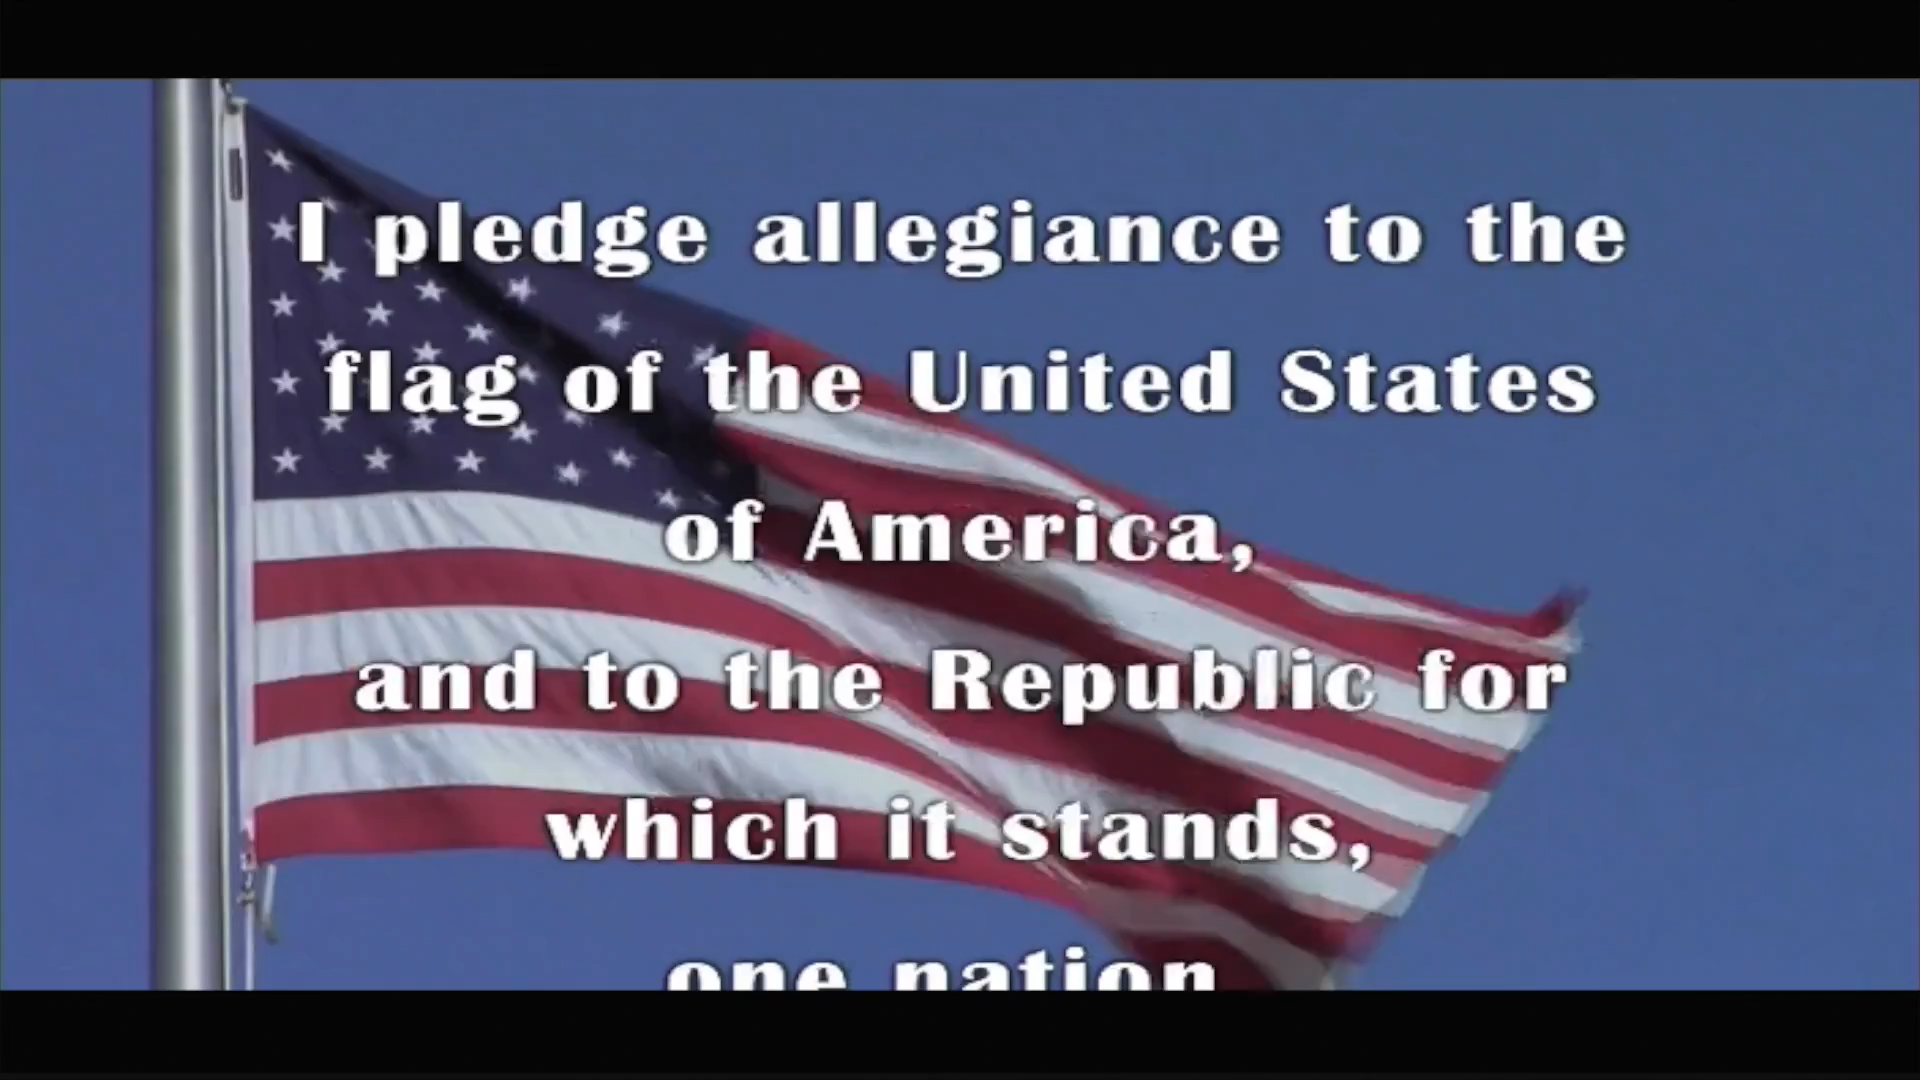 I pledge allegiance to the
flag of the United States
of America,
and to the Republic for
which it stands,
one nation